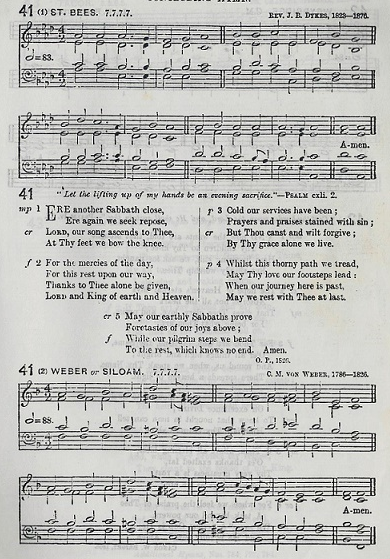 41 (1) ST. BEES. 7.7.7.7. REV. J. B. DYKES, 1823—1876.
=83.
A-men.
41 "Let the lifting up of my hands be an evening sacrifice."—PSALM cxli. 2.
mp 1 ERE another Sabbath close,
Ere again we seek repose,
cr LORD, our song ascends to Thee,
At Thy feet we bow the knee.
f 2 For the mercies of the day,
For this rest upon our way,
Thanks to Thee alone be given,
LORD and King of earth and Heaven.
p 3 Cold our services have been;
Prayers and praises stained with sin;
cr But Thou canst and wilt forgive;
By Thy grace alone we live.
p 4 Whilst this thorny path we tread,
May Thy love our footsteps lead:
When our journey here is past,
May we rest with Thee at last.
cr 5 May our earthly Sabbaths prove
Foretastes of our joys above;
f While our pilgrim steps we bend
To the rest, which knows no end. Amen.
O. P., 1826.
41 (2) WEBER or SILOAM. 7.7.7.7. C. M. VON WEBER, 1786—1826.
=88.
A-men.